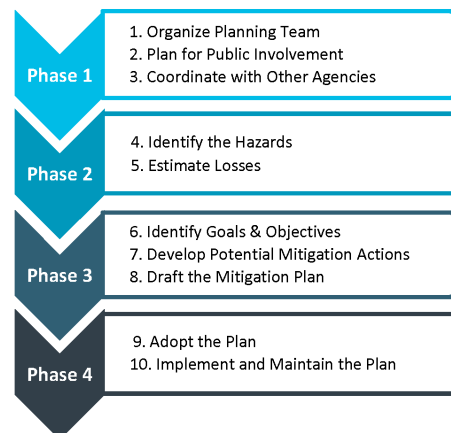 Phase 1
1. Organize Planning Team
2. Plan for Public Involvement
3. Coordinate with Other Agencies
Phase 2
4. Identify the Hazards
5. Estimate Losses
Phase 3
6. Identify Goals & Objectives
7. Develop Potential Mitigation Actions
8. Draft the Mitigation Plan
Phase 4
9. Adopt the Plan
10. Implement and Maintain the Plan